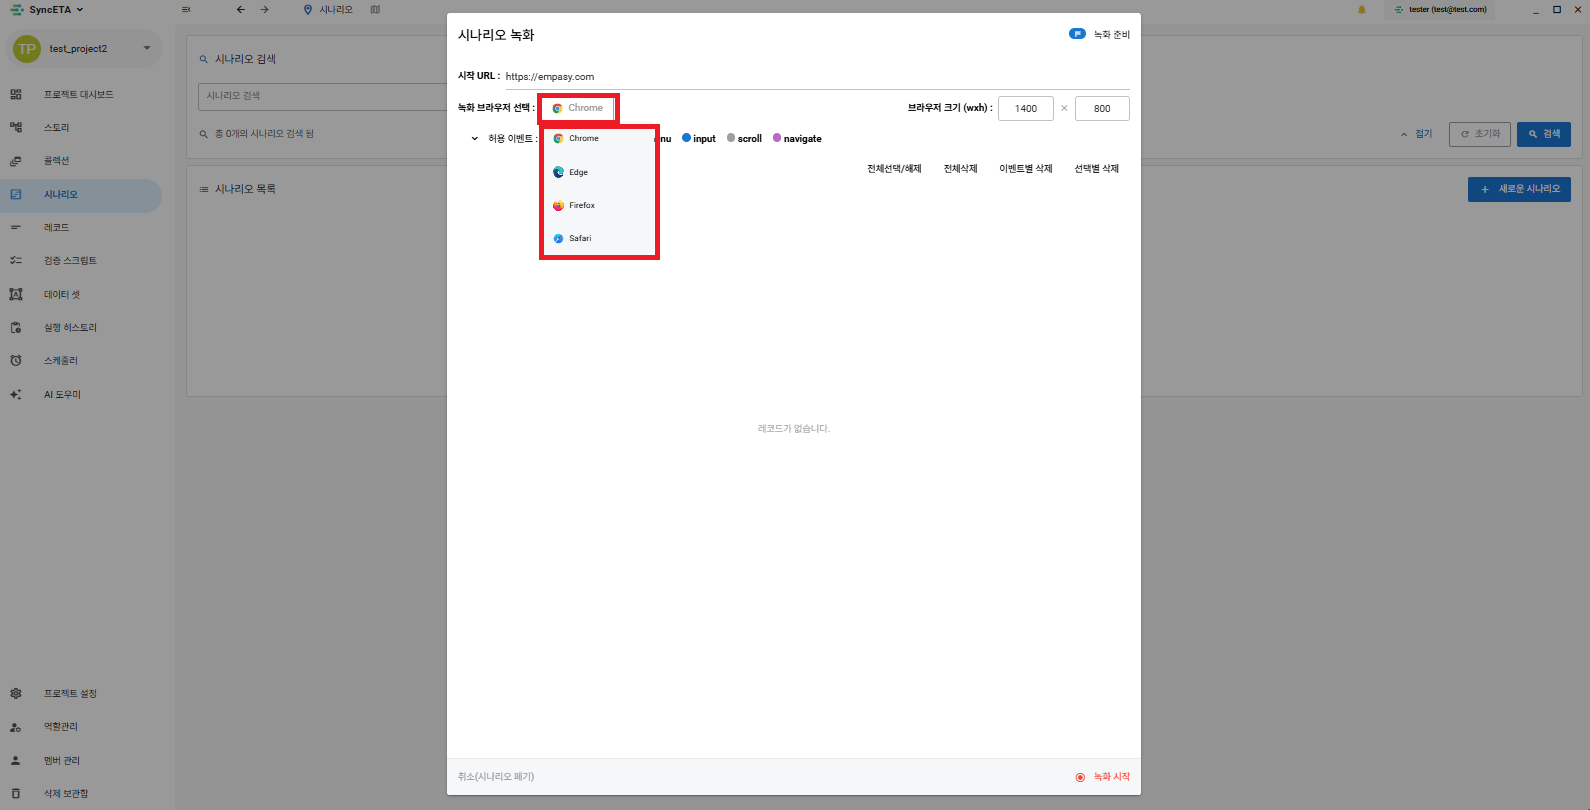 SyncETA
시나리오
tester (test@test.com)
TP
test_project2
프로젝트 대시보드
스토리
콜렉션
시나리오
레코드
검증 스크립트
데이터 셋
실행 히스토리
스케줄러
AI 도우미
프로젝트 설정
역할관리
멤버 관리
삭제 보관함
시나리오 검색
시나리오 검색
총 0개의 시나리오 검색 됨
접기
초기화
검색
시나리오 목록
새로운 시나리오
시나리오 녹화
녹화 준비
시작 URL : https://empasy.com
녹화 브라우저 선택 : Chrome
브라우저 크기 (wxh) : 1400 × 800
허용 이벤트 :
Chrome
Edge
Firefox
Safari
nu input scroll navigate
전체선택/해제 전체삭제 이벤트별 삭제 선택별 삭제
레코드가 없습니다.
취소(시나리오 폐기)
녹화 시작